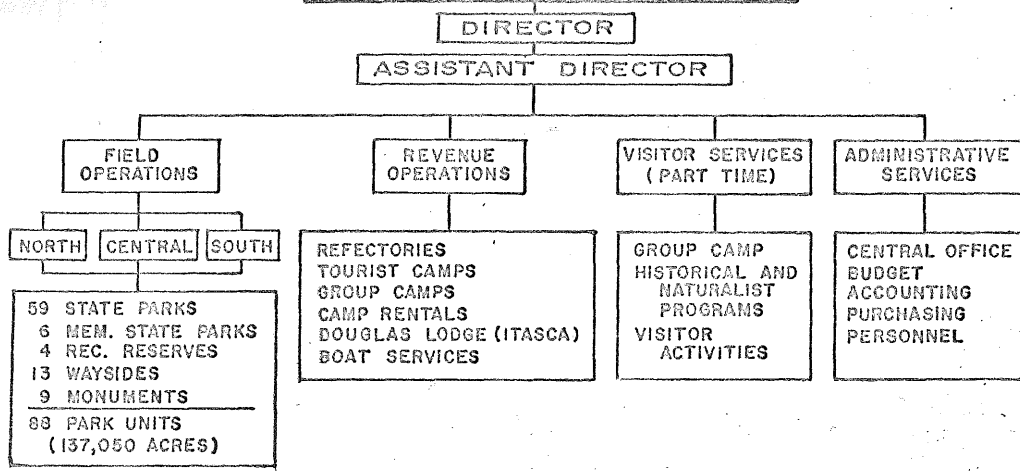 DIRECTOR
ASSISTANT DIRECTOR
FIELD
OPERATIONS
NORTH
CENTRAL
SOUTH
59 STATE PARKS
6 MEM. STATE PARKS
4 REC. RESERVES
13 WAYSIDES
9 MONUMENTS
88 PARK UNITS
(137,050 ACRES)
REVENUE
OPERATIONS
REFECTORIES
TOURIST CAMPS
GROUP CAMPS
CAMP RENTALS
DOUGLAS LODGE (ITASCA)
BOAT SERVICES
VISITOR SERVICES
(PART TIME)
GROUP CAMP
HISTORICAL AND
NATURALIST
PROGRAMS
VISITOR
ACTIVITIES
ADMINISTRATIVE
SERVICES
CENTRAL OFFICE
BUDGET
ACCOUNTING
PURCHASING
PERSONNEL